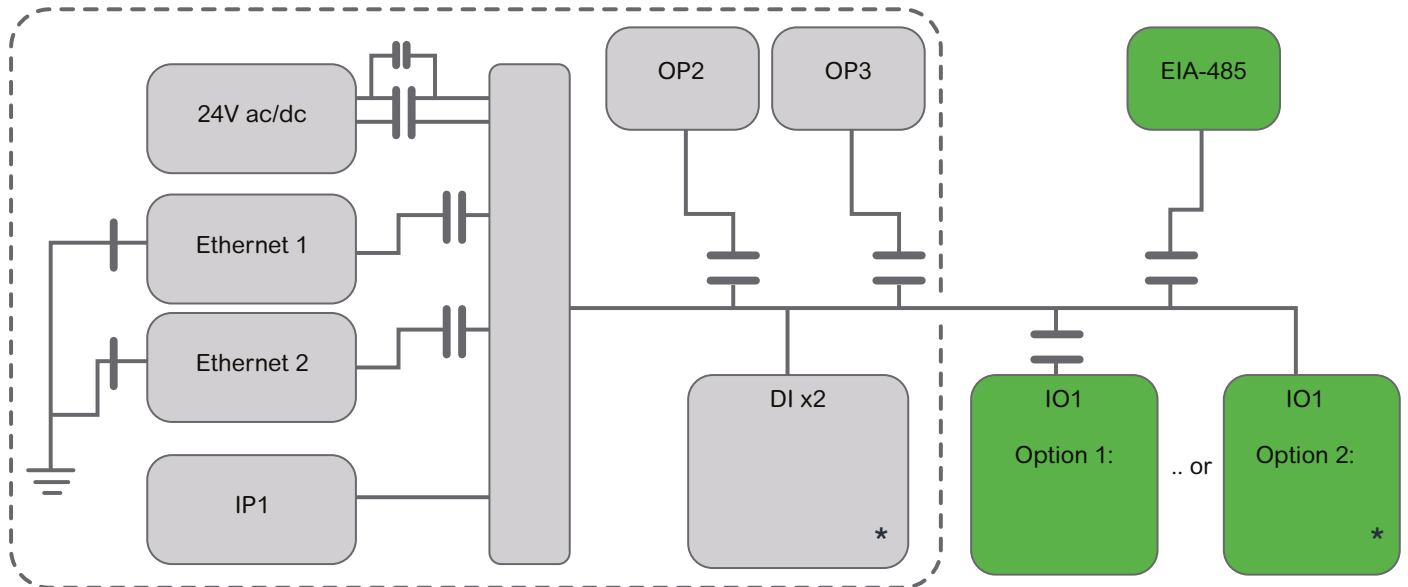 24V ac/dc
OP2
OP3
EIA-485
Ethernet 1
Ethernet 2
IP1
DI x2
*
IO1
Option 1:
.. or
IO1
Option 2:
*